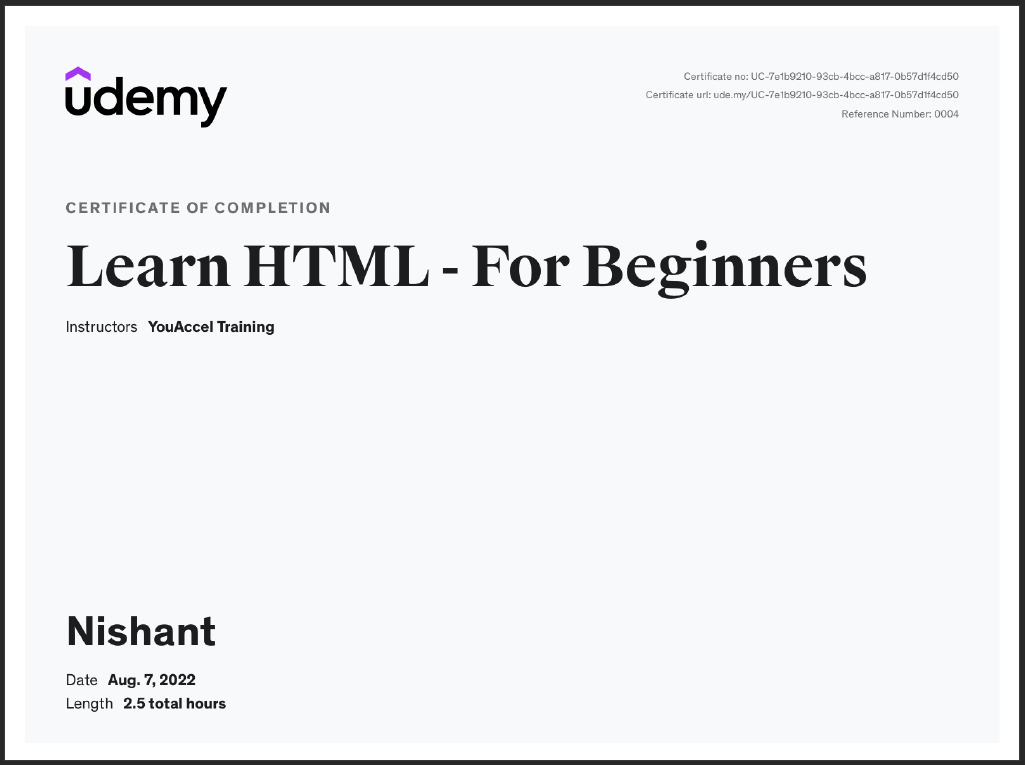 udemy
Certificate no: UC-7e1b9210-93cb-4bcc-a817-0b57d1f4cd50
Certificate url: ude.my/UC-7e1b9210-93cb-4bcc-a817-0b57d1f4cd50
Reference Number: 0004
CERTIFICATE OF COMPLETION
Learn HTML - For Beginners
Instructors YouAccel Training
Nishant
Date Aug. 7, 2022
Length 2.5 total hours